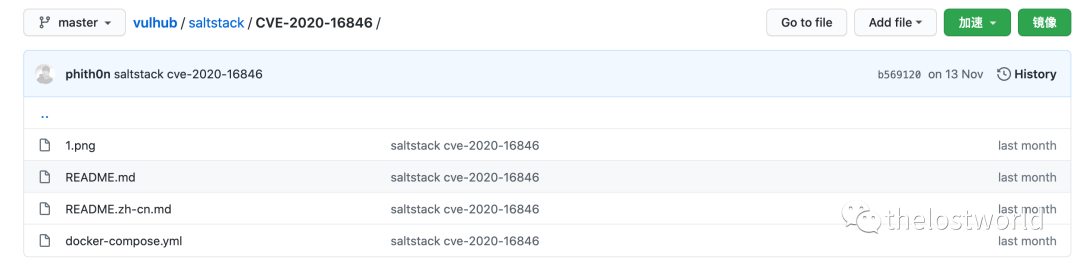 master vulhub / saltstack / CVE-2020-16846 / Go to file Add file 加速 镜像
phith0n saltstack cve-2020-16846 b569120 on 13 Nov History
..
1.png saltstack cve-2020-16846 last month
README.md saltstack cve-2020-16846 last month
README.zh-cn.md saltstack cve-2020-16846 last month
thelostworld
docker-compose.yml saltstack cve-2020-16846 last month